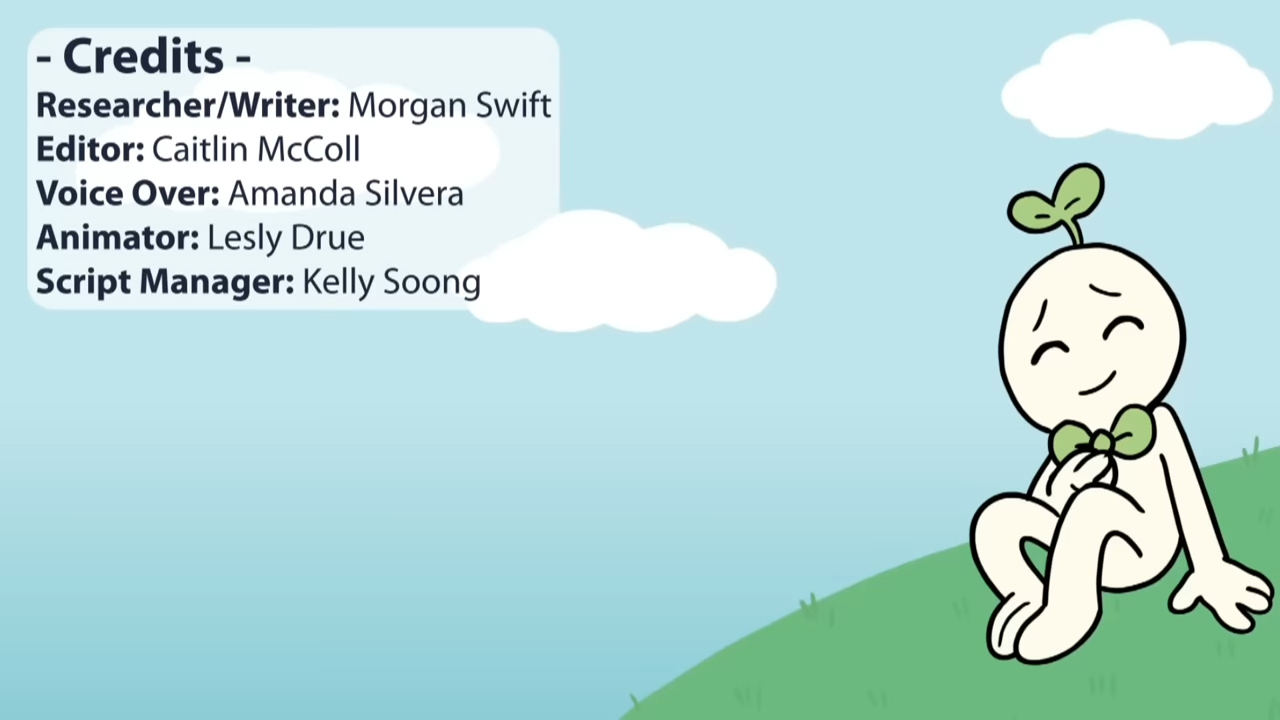 - Credits -
Researcher/Writer: Morgan Swift
Editor: Caitlin McColl
Voice Over: Amanda Silvera
Animator: Lesly Drue
Script Manager: Kelly Soong